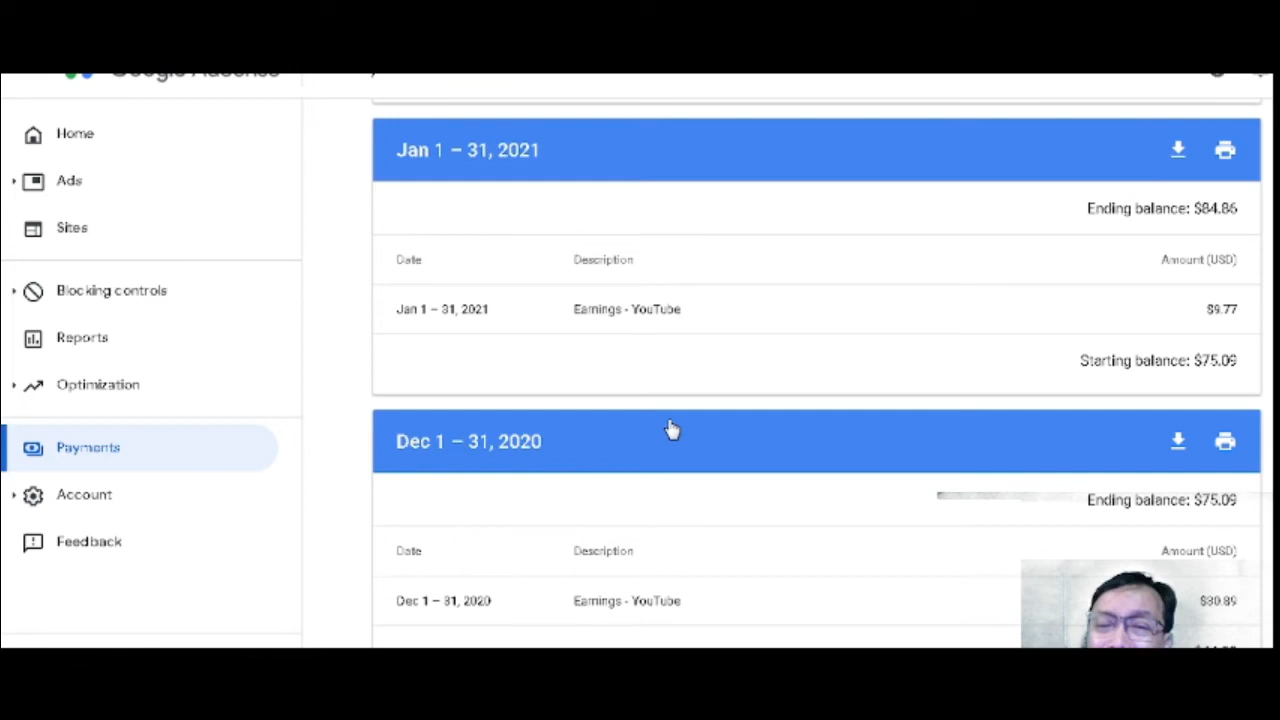 Home
Ads
Sites
Blocking controls
Reports
Optimization
Payments
Account
Feedback
Jan 1 – 31, 2021
Ending balance: $84.86
Date Description Amount (USD)
Jan 1 – 31, 2021 Earnings - YouTube $9.77
Starting balance: $75.09
Dec 1 – 31, 2020
Ending balance: $75.09
Date Description Amount (USD)
Dec 1 – 31, 2020 Earnings - YouTube $30.89